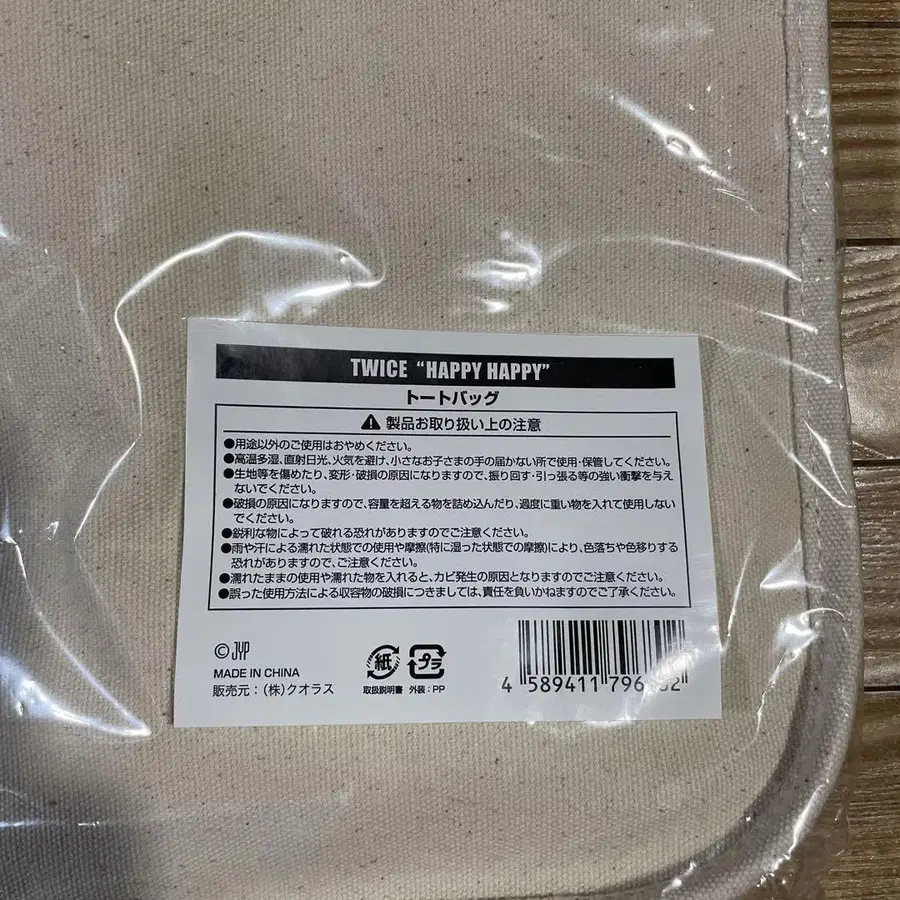 TWICE “HAPPY HAPPY”
トートバッグ
⚠ 製品お取り扱い上の注意
●用途以外のご使用はおやめください。
●高温多湿、直射日光、火気を避け、小さなお子さまの手の届かない所で使用・保管してください。
●生地等を傷めたり、変形・破損の原因になりますので、振り回す・引っ張る等の強い衝撃を与え
ないでください。
●破損の原因になりますので、容量を超える物を詰め込んだり、過度に重い物を入れて使用しない
でください。
●鋭利な物によって破れる恐れがありますのでご注意ください。
●雨や汗による濡れた状態での使用や摩擦(特に湿った状態での摩擦)により、色落ちや色移りする
恐れがありますので、ご注意ください。
●濡れたままの使用や濡れた物を入れると、カビ発生の原因となりますのでご注意ください。
●誤った使用方法による収容物の破損につきましては、責任を負いかねますのでご了承ください。
© JYP
MADE IN CHINA
販売元：(株)クオラス
紙
取扱説明書
プラ
外装：PP
4 589411